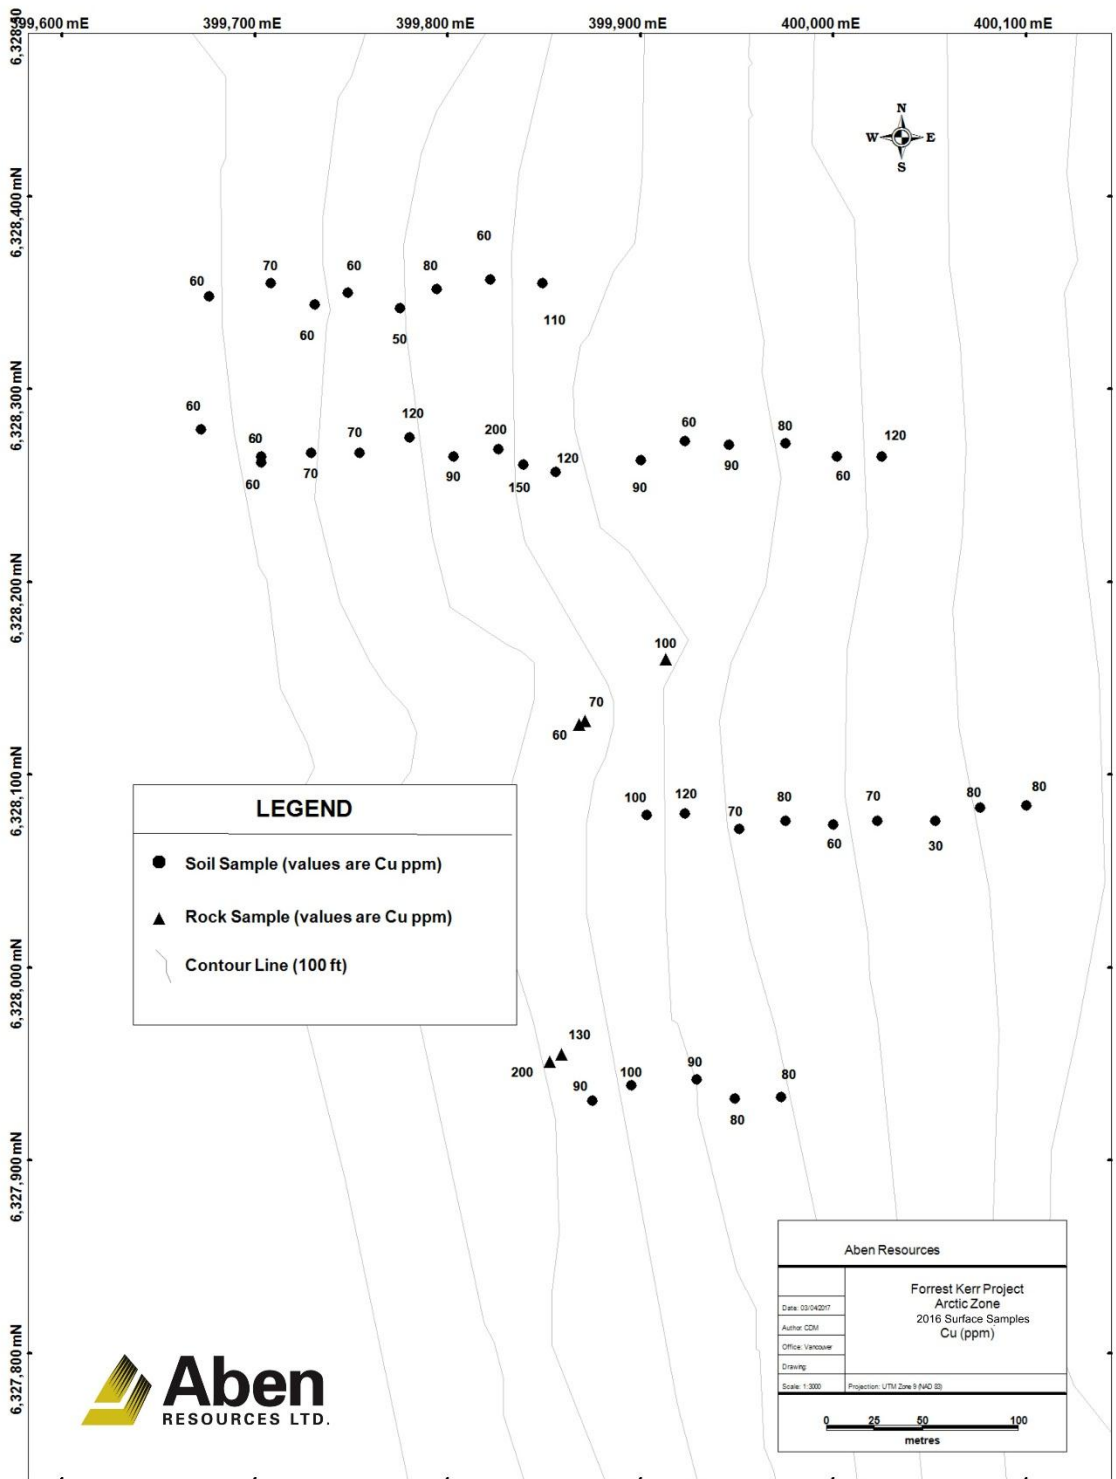 399,600 mE 399,700 mE 399,800 mE 399,900 mE 400,000 mE 400,100 mE
6,328,400 mN
6,328,300 mN
6,328,200 mN
6,328,100 mN
6,328,000 mN
6,327,900 mN
6,327,800 mN
N
W E
S
60 70 60 60 50 80 60 110
60 60 60 70 70 120 90 200 150 120 90 60 90 80 60 120
100
70
60
100 120 70 80 60 70 30 80 80
130
200
90 100 90 80 80
LEGEND
Soil Sample (values are Cu ppm)
Rock Sample (values are Cu ppm)
Contour Line (100 ft)
Aben
RESOURCES LTD.
Aben Resources
Forrest Kerr Project
Arctic Zone
2016 Surface Samples
Cu (ppm)
Date: 03/04/2017
Author: CDM
Office: Vancouver
Drawing:
Scale: 1:3000
Projection: UTM Zone 9 (NAD 83)
0 25 50 100
metres